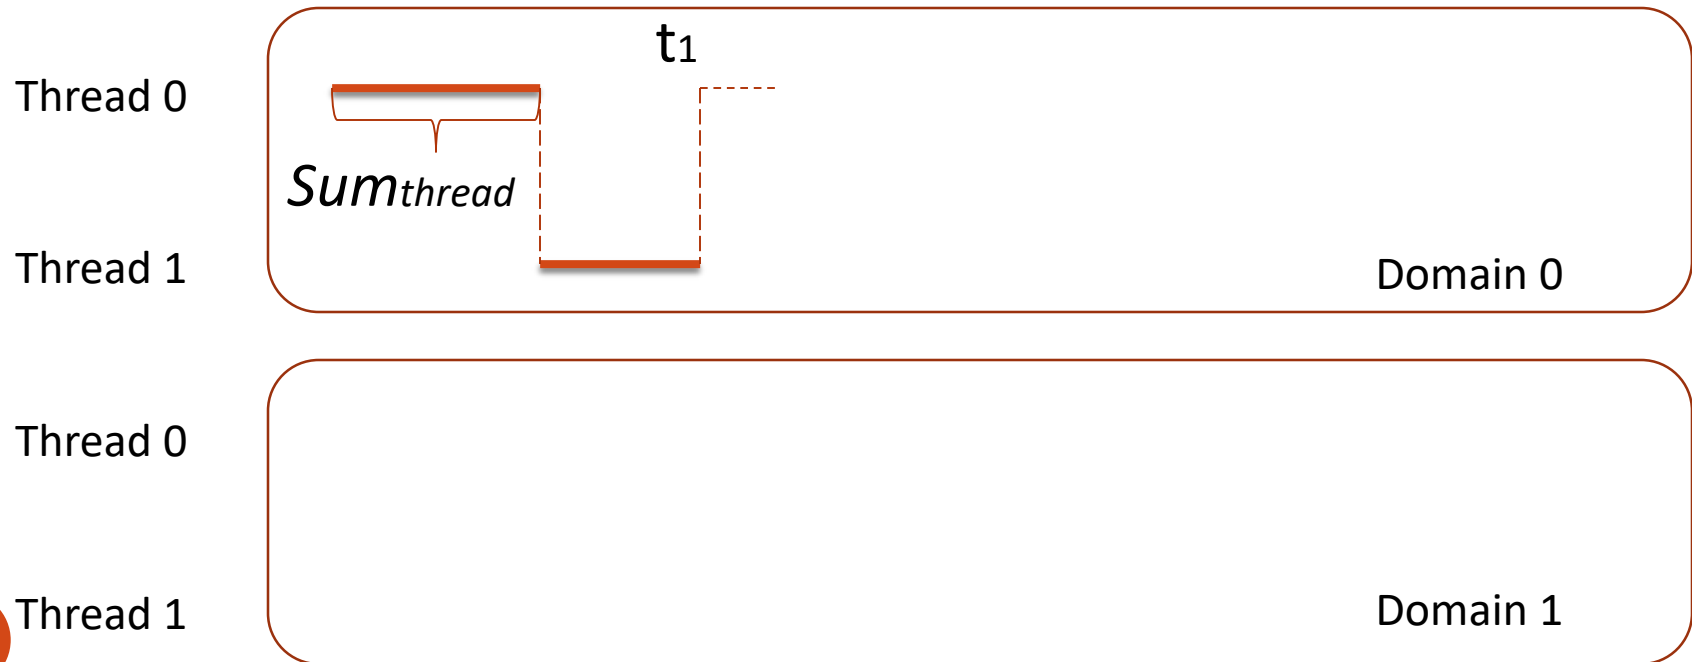 t1
Thread 0
Sumthread
Thread 1
Domain 0
Thread 0
Thread 1
Domain 1